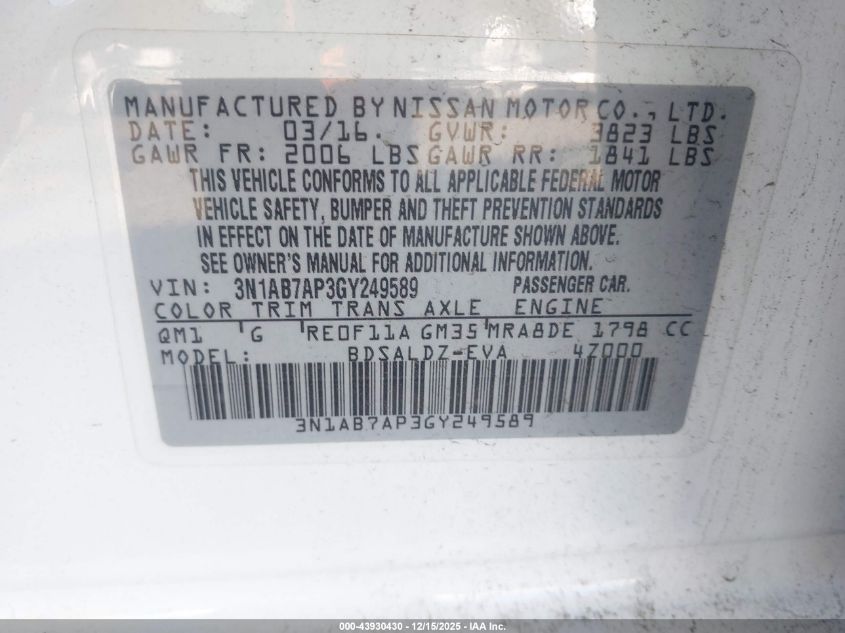 MANUFACTURED BY NISSAN MOTOR CO., LTD.
DATE: 03/16. GVWR: 3823 LBS
GAWR FR: 2006 LBS GAWR RR: 1841 LBS
THIS VEHICLE CONFORMS TO ALL APPLICABLE FEDERAL MOTOR
VEHICLE SAFETY, BUMPER AND THEFT PREVENTION STANDARDS
IN EFFECT ON THE DATE OF MANUFACTURE SHOWN ABOVE.
SEE OWNER'S MANUAL FOR ADDITIONAL INFORMATION.
VIN: 3N1AB7AP3GY249589 PASSENGER CAR.
COLOR TRIM TRANS AXLE ENGINE
QM1 'G 'RE0F11A GM35'MRA8DE 1798 CC
MODEL: BDSALDZ-EVA 4Z000
3N1AB7AP3GY249589
000-43930430 - 12/15/2025 - IAA Inc.